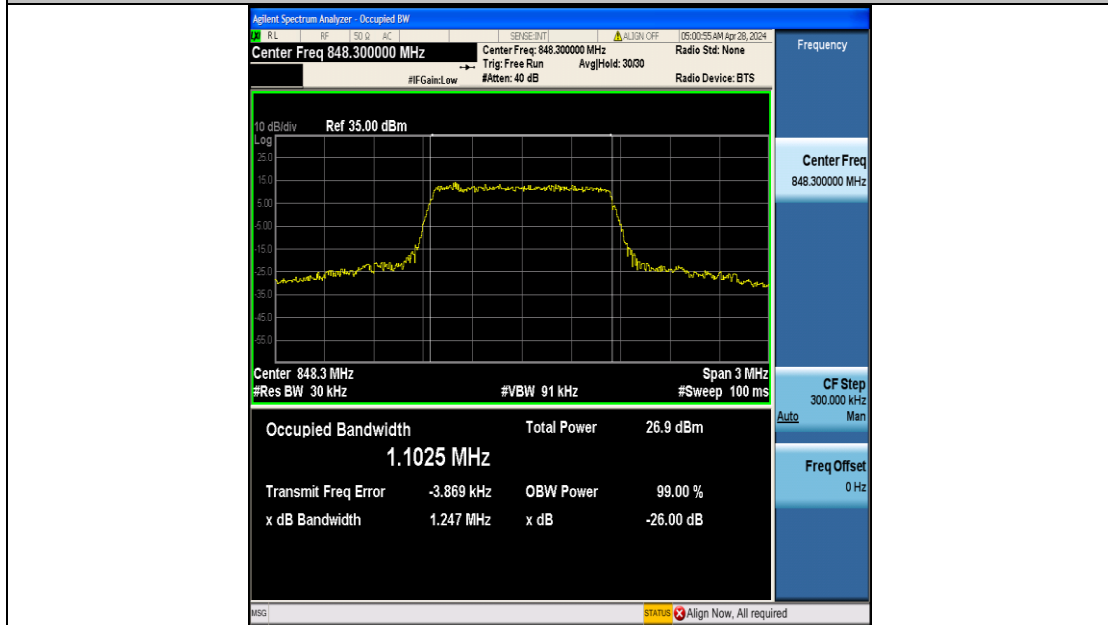 Agilent Spectrum Analyzer - Occupied BW
RL RF 50 Ω AC SENSE:INT ALIGN OFF 05:00:55 AM Apr 28, 2024
Center Freq 848.300000 MHz
Center Freq: 848.300000 MHz Radio Std: None
Trig: Free Run Avg|Hold: 30/30
#IFGain:Low #Atten: 40 dB Radio Device: BTS
10 dB/div Ref 35.00 dBm
Log
25.0
15.0
5.00
-5.00
-15.0
-25.0
-35.0
-45.0
-55.0
Center 848.3 MHz Span 3 MHz
#Res BW 30 kHz #VBW 91 kHz #Sweep 100 ms
Occupied Bandwidth Total Power 26.9 dBm
1.1025 MHz
Transmit Freq Error -3.869 kHz OBW Power 99.00 %
x dB Bandwidth 1.247 MHz x dB -26.00 dB
Frequency
Center Freq
848.300000 MHz
CF Step
300.000 kHz
Auto Man
Freq Offset
0 Hz
MSG STATUS Align Now, All required